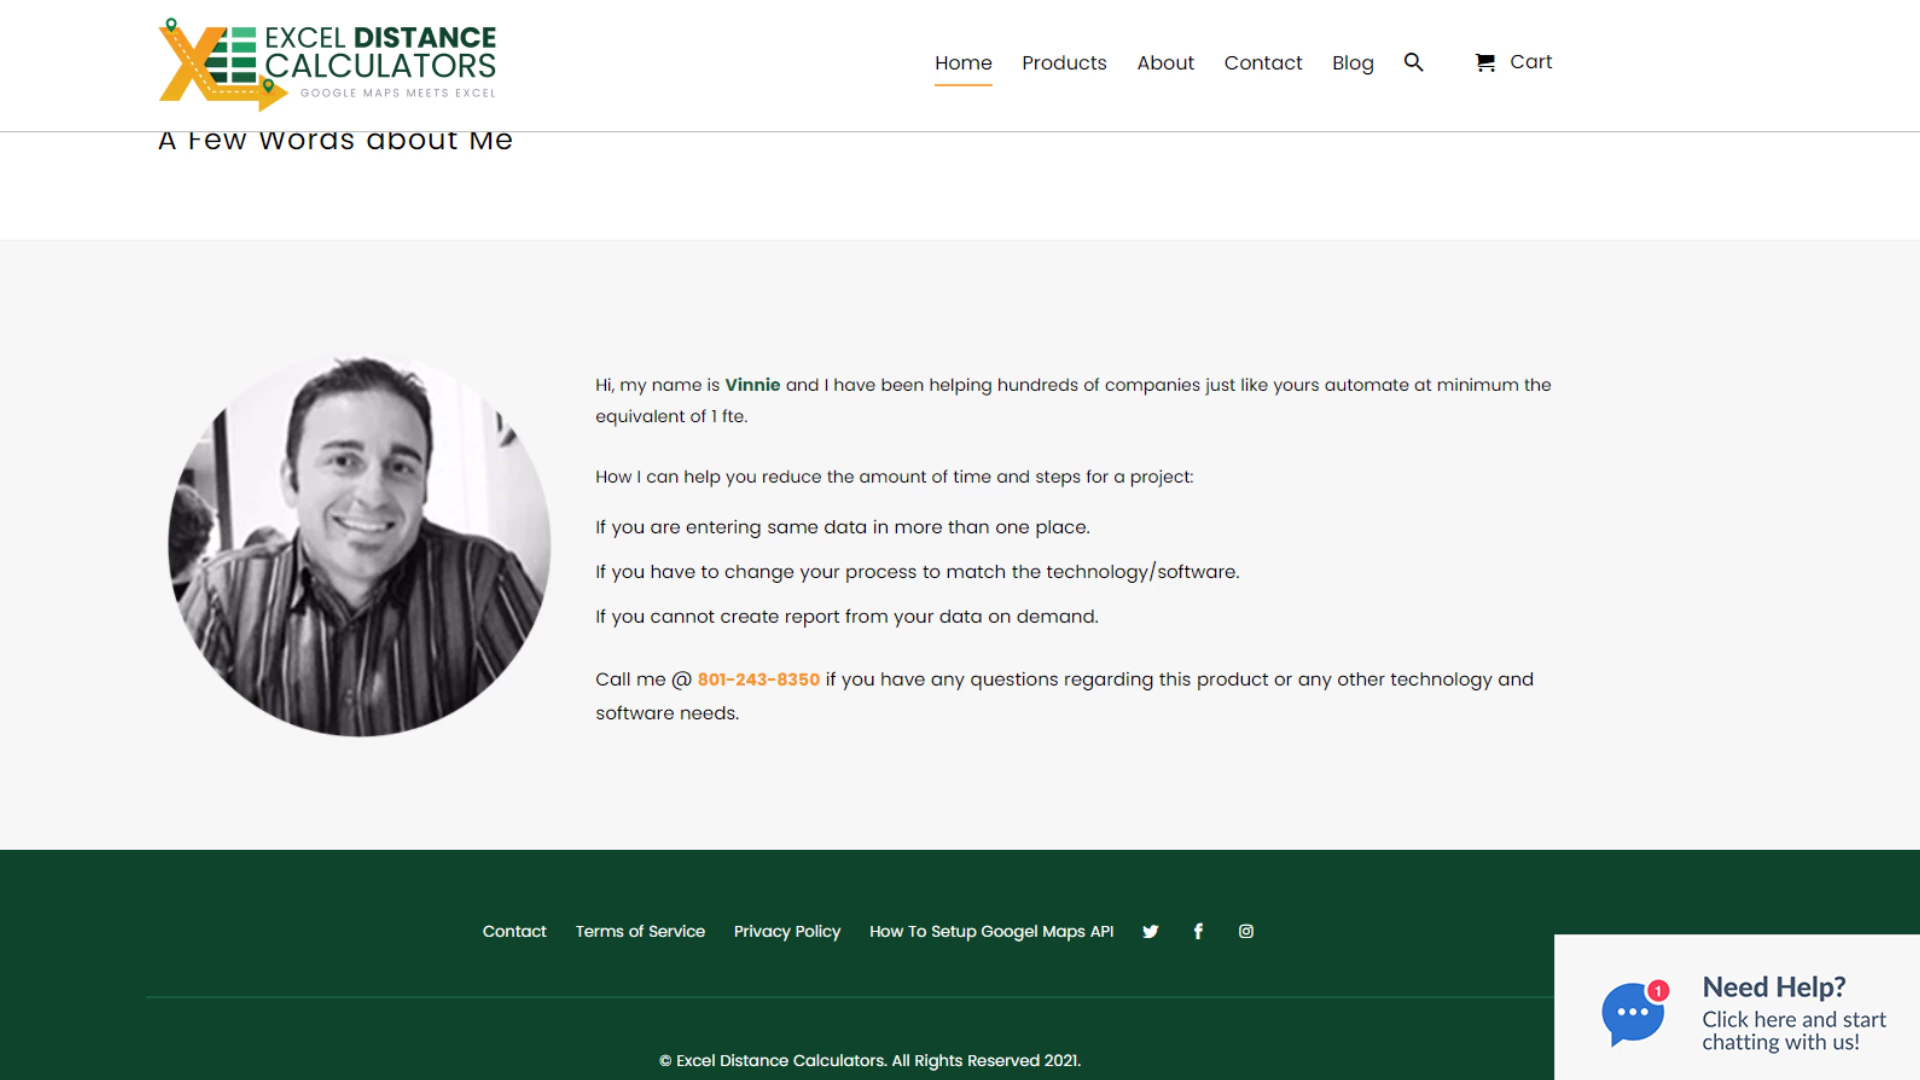 EXCEL DISTANCE
CALCULATORS
GOOGLE MAPS MEETS EXCEL
Home
Products
About
Contact
Blog
Cart
A Few Words about Me
Hi, my name is Vinnie and I have been helping hundreds of companies just like yours automate at minimum the
equivalent of 1 fte.
How I can help you reduce the amount of time and steps for a project:
If you are entering same data in more than one place.
If you have to change your process to match the technology/software.
If you cannot create report from your data on demand.
Call me @ 801-243-8350 if you have any questions regarding this product or any other technology and
software needs.
Contact
Terms of Service
Privacy Policy
How To Setup Googel Maps API
1
Need Help?
Click here and start
chatting with us!
© Excel Distance Calculators. All Rights Reserved 2021.